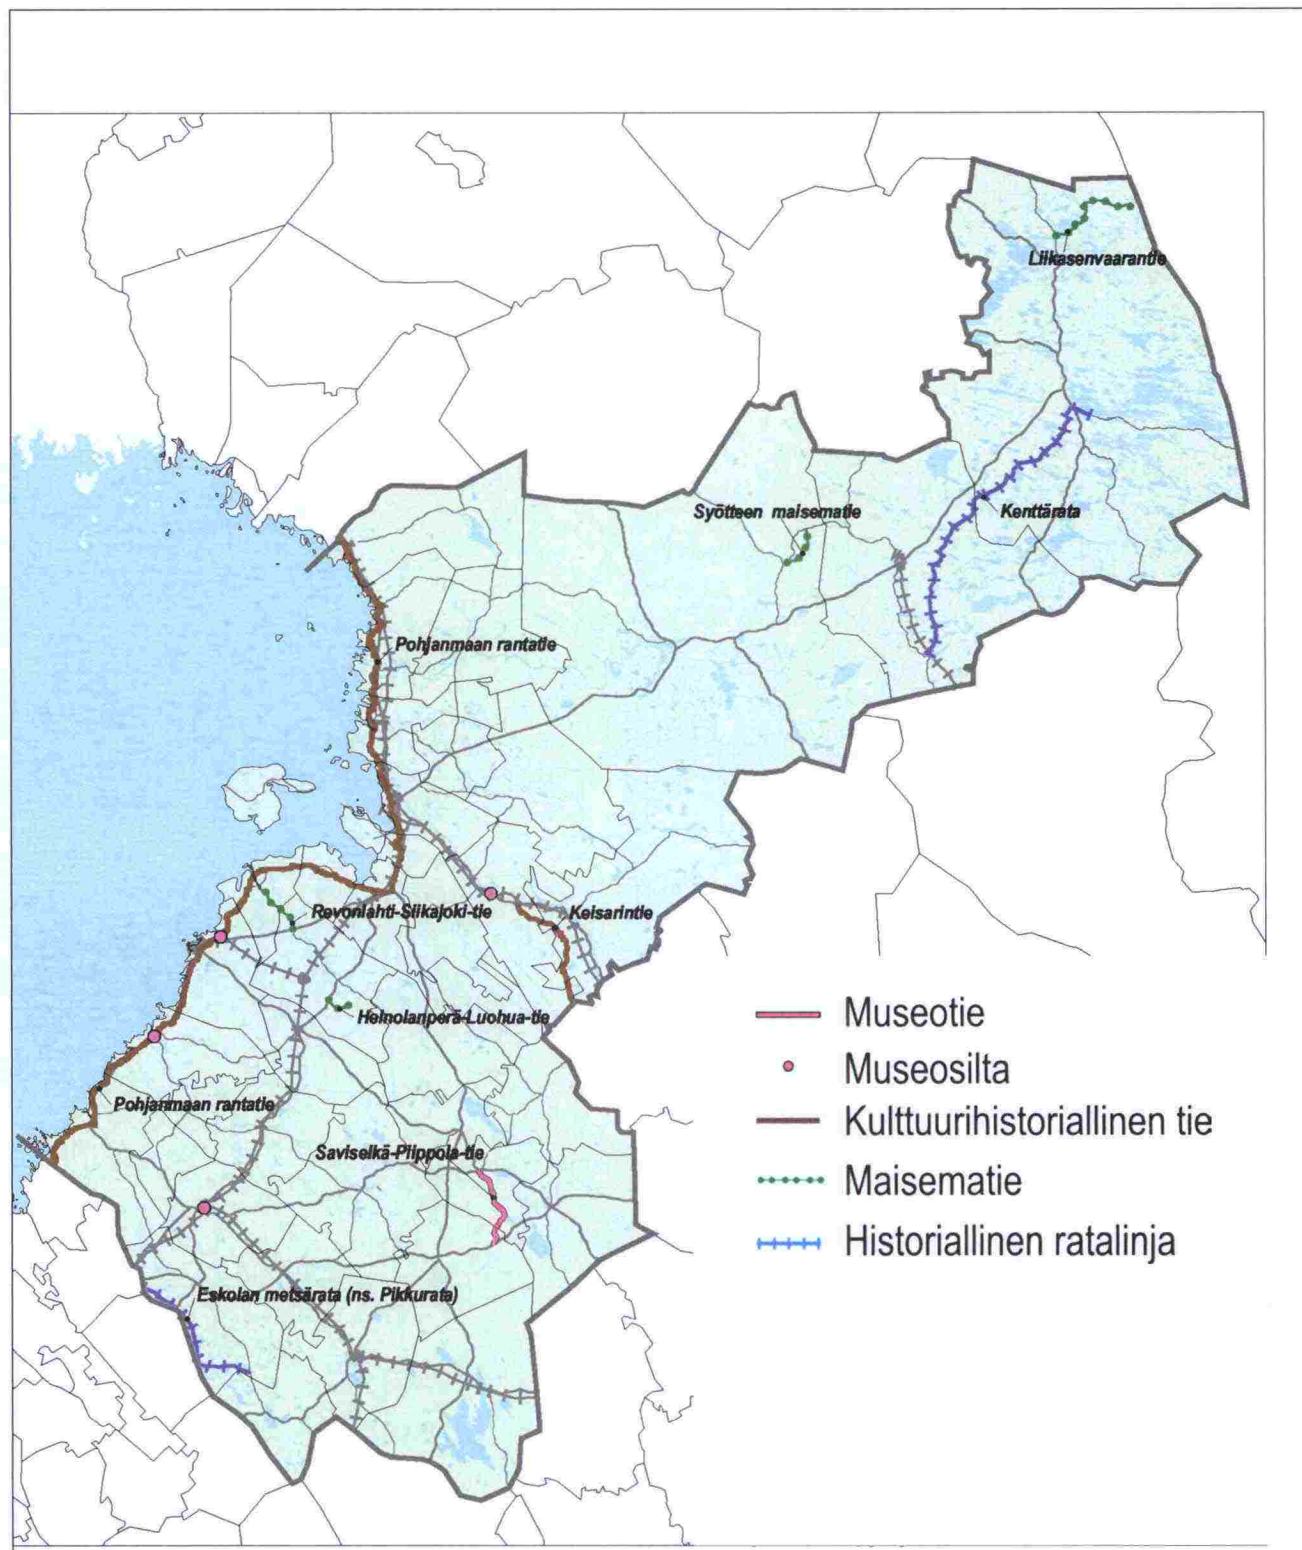 Liikasenvaarantie
Syötteen maisematie
Kenttärata
Pohjanmaan rantatie
Revonlahti-Siikajoki-tie
Keisarintie
Heinolanperä-Luohua-tie
Pohjanmaan rantatie
Saviselkä-Piippola-tie
Eskolan metsärata (ns. Pikkurata)
Museotie
Museosilta
Kulttuurihistoriallinen tie
Maisematie
Historiallinen ratalinja